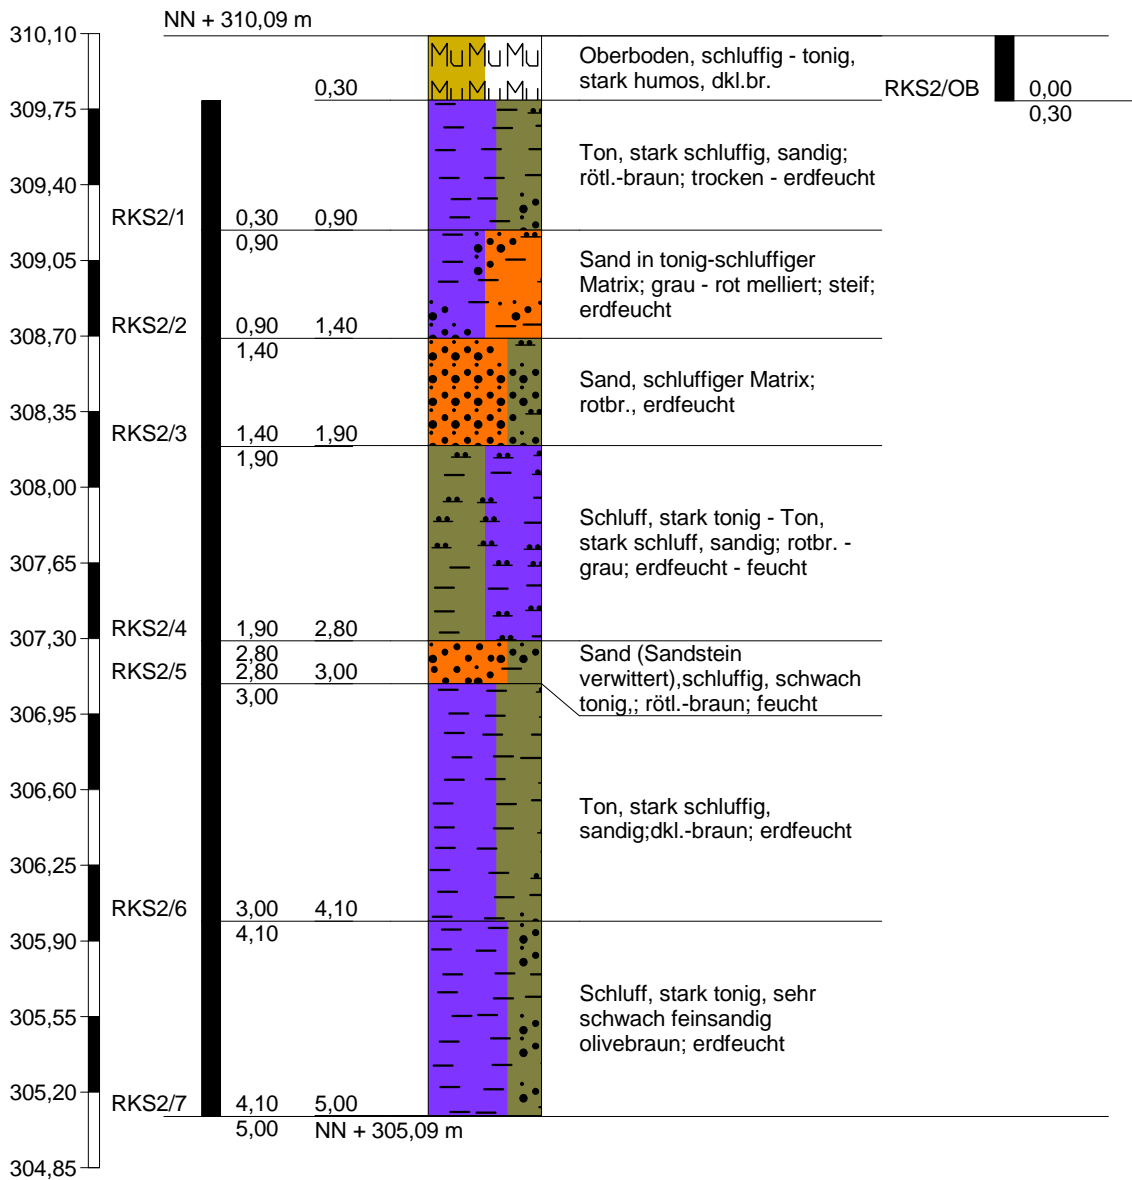 NN + 310,09 m
310,10
Oberboden, schluffig - tonig,
stark humos, dkl.br.
Mu Mu Mu
Mu Mu Mu
0,30
RKS2/OB
0,00
0,30
309,75
Ton, stark schluffig, sandig;
rötl.-braun; trocken - erdfeucht
309,40
RKS2/1
0,30
0,90
0,90
309,05
Sand in tonig-schluffiger
Matrix; grau - rot melliert; steif;
erdfeucht
RKS2/2
0,90
1,40
308,70
1,40
Sand, schluffiger Matrix;
rotbr., erdfeucht
308,35
RKS2/3
1,40
1,90
1,90
308,00
Schluff, stark tonig - Ton,
stark schluff, sandig; rotbr. -
grau; erdfeucht - feucht
307,65
RKS2/4
1,90
2,80
307,30
2,80
RKS2/5
2,80
3,00
Sand (Sandstein
verwittert),schluffig, schwach
tonig,; rötl.-braun; feucht
3,00
306,95
306,60
Ton, stark schluffig,
sandig;dkl.-braun; erdfeucht
306,25
RKS2/6
3,00
4,10
4,10
305,90
Schluff, stark tonig, sehr
schwach feinsandig
olivebraun; erdfeucht
305,55
305,20
RKS2/7
4,10
5,00
5,00
NN + 305,09 m
304,85